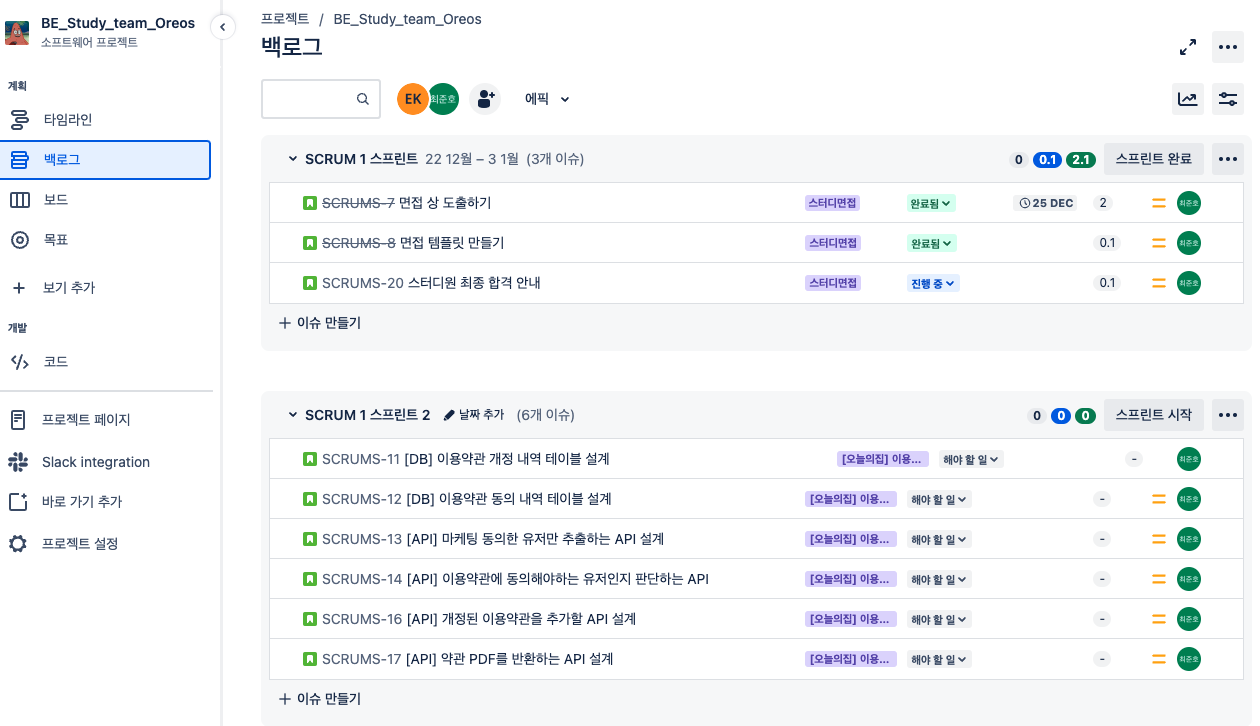 BE_Study_team_Oreos
소프트웨어 프로젝트
계획
타임라인
백로그
보드
목표
보기 추가
개발
코드
프로젝트 페이지
Slack integration
바로 가기 추가
프로젝트 설정
프로젝트 / BE_Study_team_Oreos
백로그
EK 최준호 에픽
SCRUM 1 스프린트 22 12월 – 3 1월 (3개 이슈) 0 0.1 2.1 스프린트 완료
SCRUMS-7 면접 상 도출하기 스터디면접 완료됨 25 DEC 2 최준호
SCRUMS-8 면접 템플릿 만들기 스터디면접 완료됨 0.1 최준호
SCRUMS-20 스터디원 최종 합격 안내 스터디면접 진행 중 0.1 최준호
+ 이슈 만들기
SCRUM 1 스프린트 2 날짜 추가 (6개 이슈) 0 0 0 스프린트 시작
SCRUMS-11 [DB] 이용약관 개정 내역 테이블 설계 [오늘의집] 이용... 해야 할 일 - 최준호
SCRUMS-12 [DB] 이용약관 동의 내역 테이블 설계 [오늘의집] 이용... 해야 할 일 - 최준호
SCRUMS-13 [API] 마케팅 동의한 유저만 추출하는 API 설계 [오늘의집] 이용... 해야 할 일 - 최준호
SCRUMS-14 [API] 이용약관에 동의해야하는 유저인지 판단하는 API [오늘의집] 이용... 해야 할 일 - 최준호
SCRUMS-16 [API] 개정된 이용약관을 추가할 API 설계 [오늘의집] 이용... 해야 할 일 - 최준호
SCRUMS-17 [API] 약관 PDF를 반환하는 API 설계 [오늘의집] 이용... 해야 할 일 - 최준호
+ 이슈 만들기